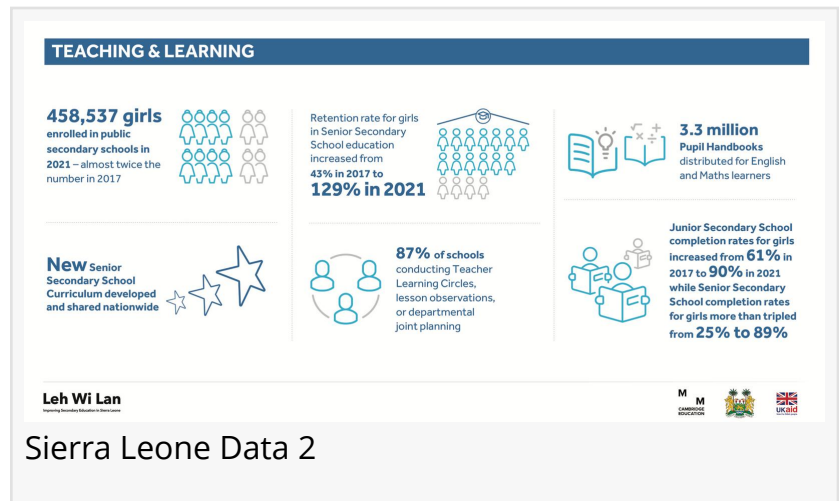 TEACHING & LEARNING
458,537 girls
enrolled in public
secondary schools in
2021 – almost twice the
number in 2017
Retention rate for girls
in Senior Secondary
School education
increased from
43% in 2017 to
129% in 2021
3.3 million
Pupil Handbooks
distributed for English
and Maths learners
New Senior
Secondary School
Curriculum developed
and shared nationwide
87% of schools
conducting Teacher
Learning Circles,
lesson observations,
or departmental
joint planning
Junior Secondary School
completion rates for girls
increased from 61% in
2017 to 90% in 2021
while Senior Secondary
School completion rates
for girls more than tripled
from 25% to 89%
Leh Wi Lan
Improving Secondary Education in Sierra Leone
M
M
CAMBRIDGE
EDUCATION
UKaid
Sierra Leone Data 2